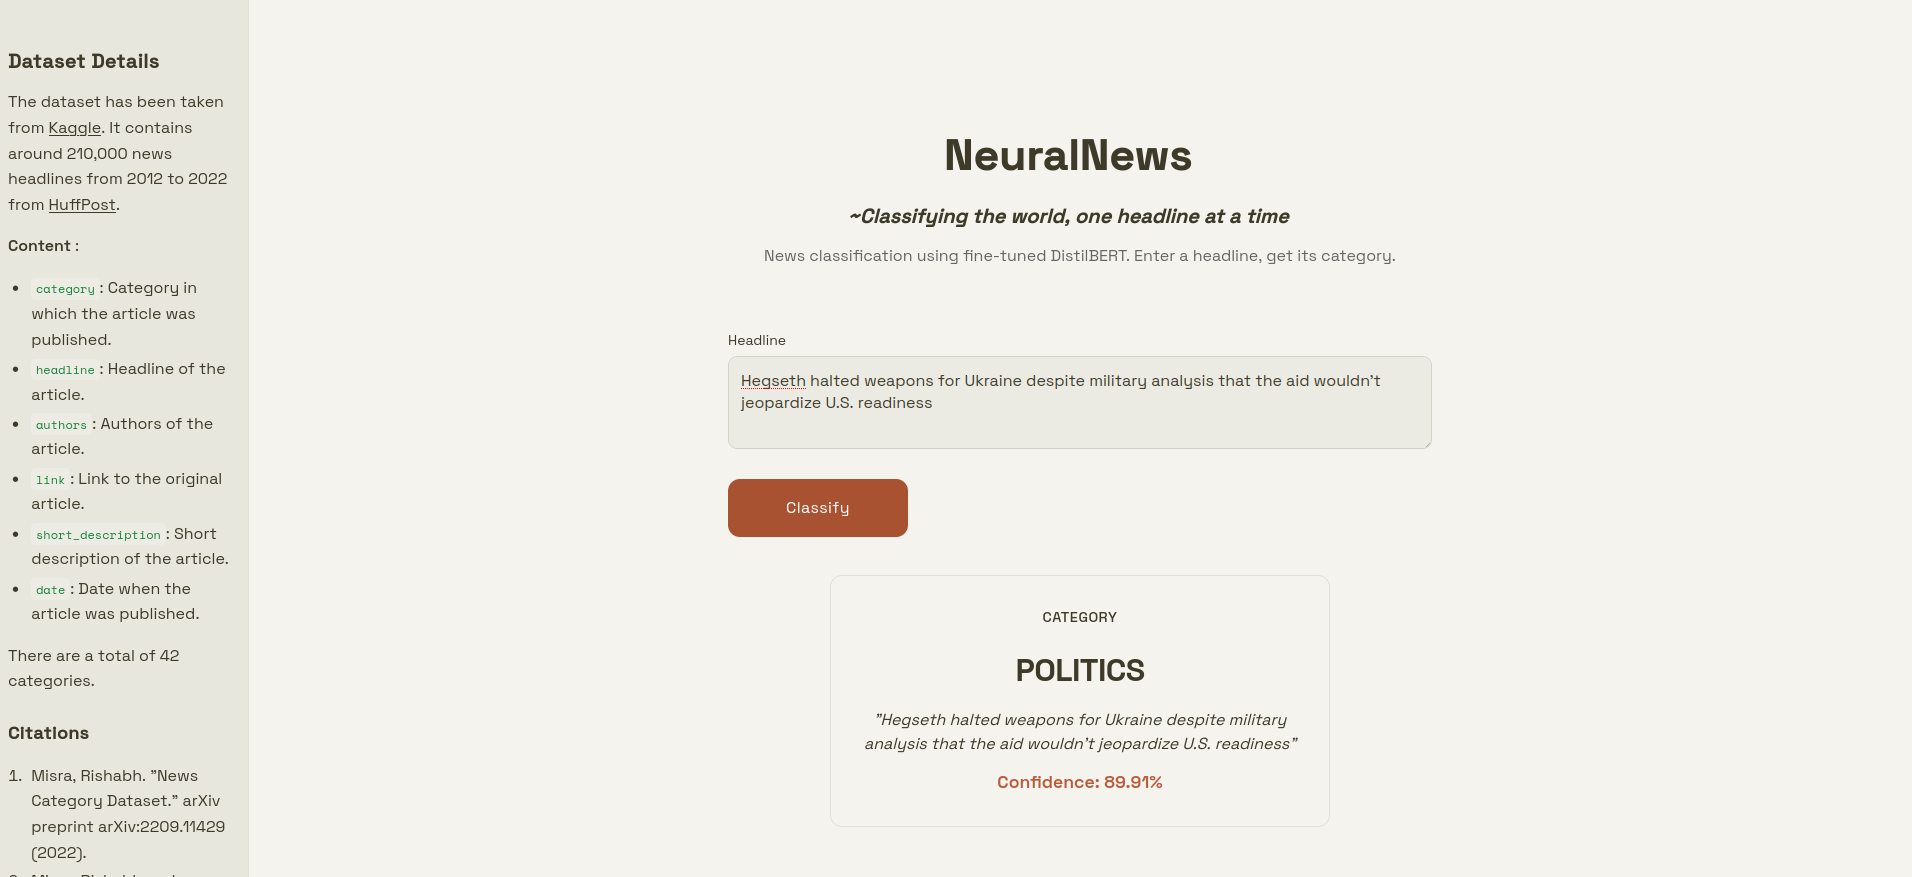 Dataset Details
The dataset has been taken
from Kaggle. It contains
around 210,000 news
headlines from 2012 to 2022
from HuffPost.
Content :
• category : Category in
which the article was
published.
• headline : Headline of the
article.
• authors : Authors of the
article.
• link : Link to the original
article.
• short_description : Short
description of the article.
• date : Date when the
article was published.
There are a total of 42
categories.
Citations
1. Misra, Rishabh. "News
Category Dataset." arXiv
preprint arXiv:2209.11429
(2022).
NeuralNews
~Classifying the world, one headline at a time
News classification using fine-tuned DistilBERT. Enter a headline, get its category.
Headline
Hegseth halted weapons for Ukraine despite military analysis that the aid wouldn't
jeopardize U.S. readiness
Classify
CATEGORY
POLITICS
"Hegseth halted weapons for Ukraine despite military
analysis that the aid wouldn't jeopardize U.S. readiness"
Confidence: 89.91%